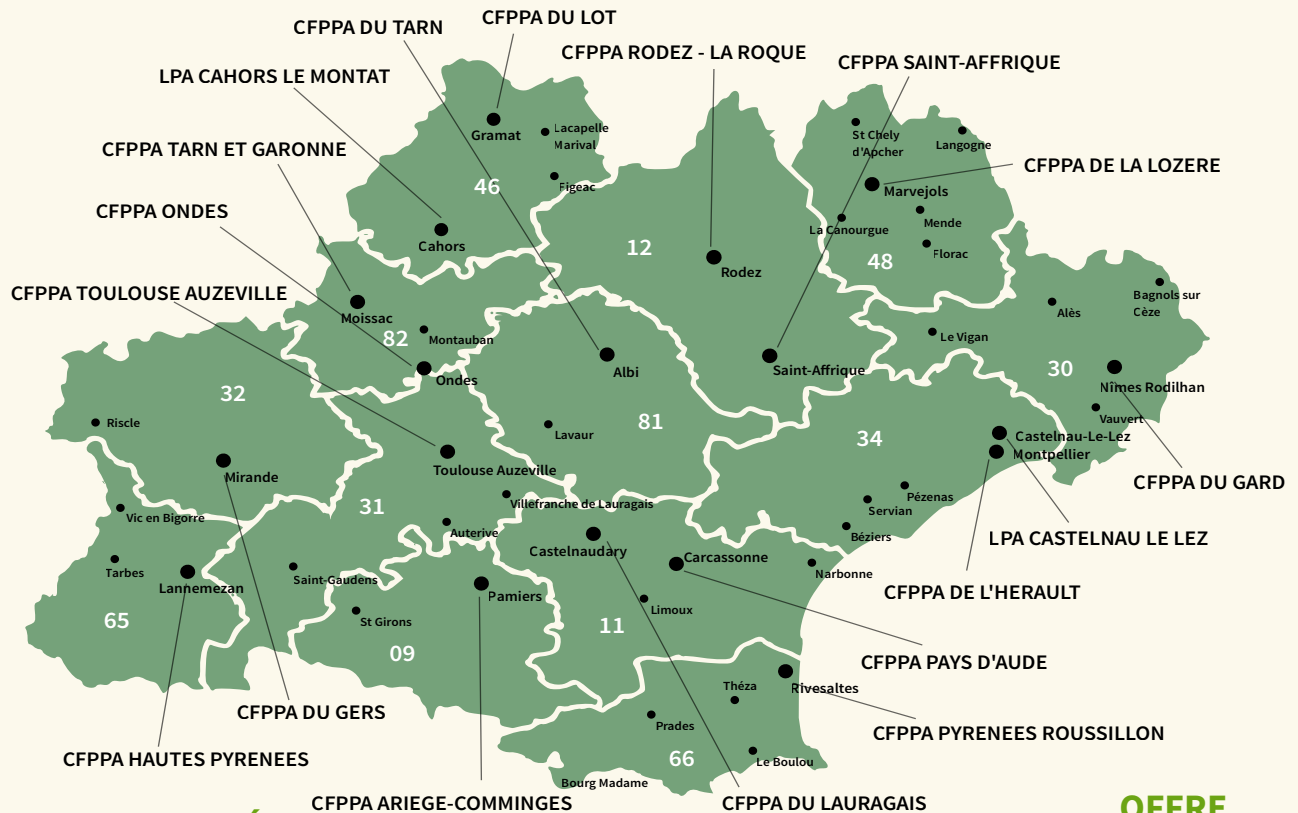 CFPPA DU LOT
CFPPA DU TARN
CFPPA RODEZ - LA ROQUE
CFPPA SAINT-AFFRIQUE
LPA CAHORS LE MONTAT
CFPPA TARN ET GARONNE
CFPPA DE LA LOZERE
CFPPA ONDES
CFPPA TOULOUSE AUZEVILLE
Gramat
Lacapelle
Marival
46
Figeac
Cahors
St Chely
d'Apcher
Langogne
Marvejols
La Canourgue
Mende
Florac
48
12
Rodez
Moissac
82
Montauban
Ondes
Albi
Saint-Affrique
Bagnols sur
Cèze
Alès
Le Vigan
30
Nîmes Rodilhan
Vauvert
32
Riscle
Mirande
Lavaur
81
34
Castelnau-Le-Lez
Montpellier
Toulouse Auzeville
CFPPA DU GARD
Vic en Bigorre
31
Villefranche de Lauragais
Auterive
Pézenas
Servian
Béziers
LPA CASTELNAU LE LEZ
Tarbes
Lannemezan
Saint-Gaudens
Castelnaudary
Carcassonne
Narbonne
CFPPA DE L'HERAULT
65
St Girons
Pamiers
Limoux
11
09
CFPPA PAYS D'AUDE
Théza
Rivesaltes
Prades
CFPPA DU GERS
CFPPA PYRENEES ROUSSILLON
66
Le Boulou
CFPPA HAUTES PYRENEES
Bourg Madame
CFPPA ARIEGE-COMMINGES
CFPPA DU LAURAGAIS
OFFRE